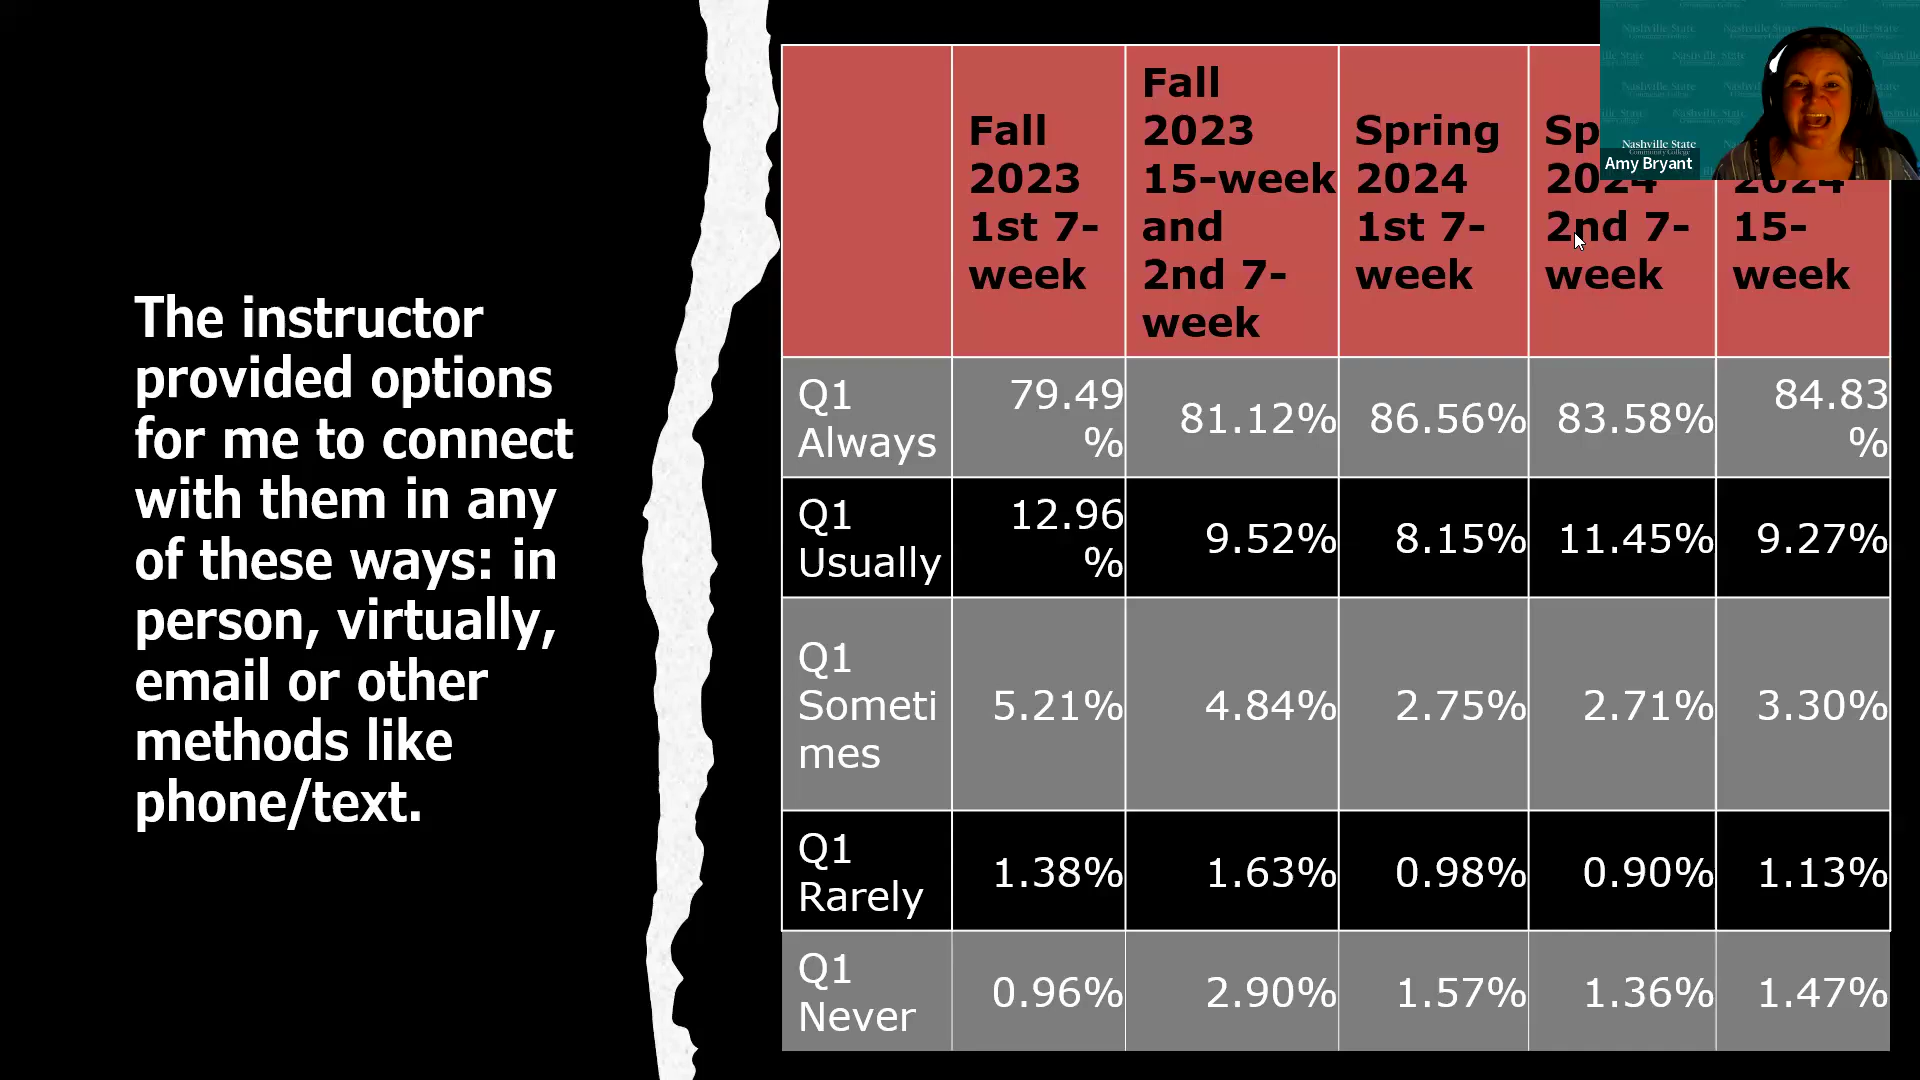 The instructor
provided options
for me to connect
with them in any
of these ways: in
person, virtually,
email or other
methods like
phone/text.
Fall
2023
1st 7-
week
Fall
2023
15-week
and
2nd 7-
week
Spring
2024
1st 7-
week
Sp
2024
2nd 7-
week
2024
15-
week
Q1
Always
79.49
%
81.12%
86.56%
83.58%
84.83
%
Q1
Usually
12.96
%
9.52%
8.15%
11.45%
9.27%
Q1
Someti
mes
5.21%
4.84%
2.75%
2.71%
3.30%
Q1
Rarely
1.38%
1.63%
0.98%
0.90%
1.13%
Q1
Never
0.96%
2.90%
1.57%
1.36%
1.47%
Nashville State
Community College
Amy Bryant